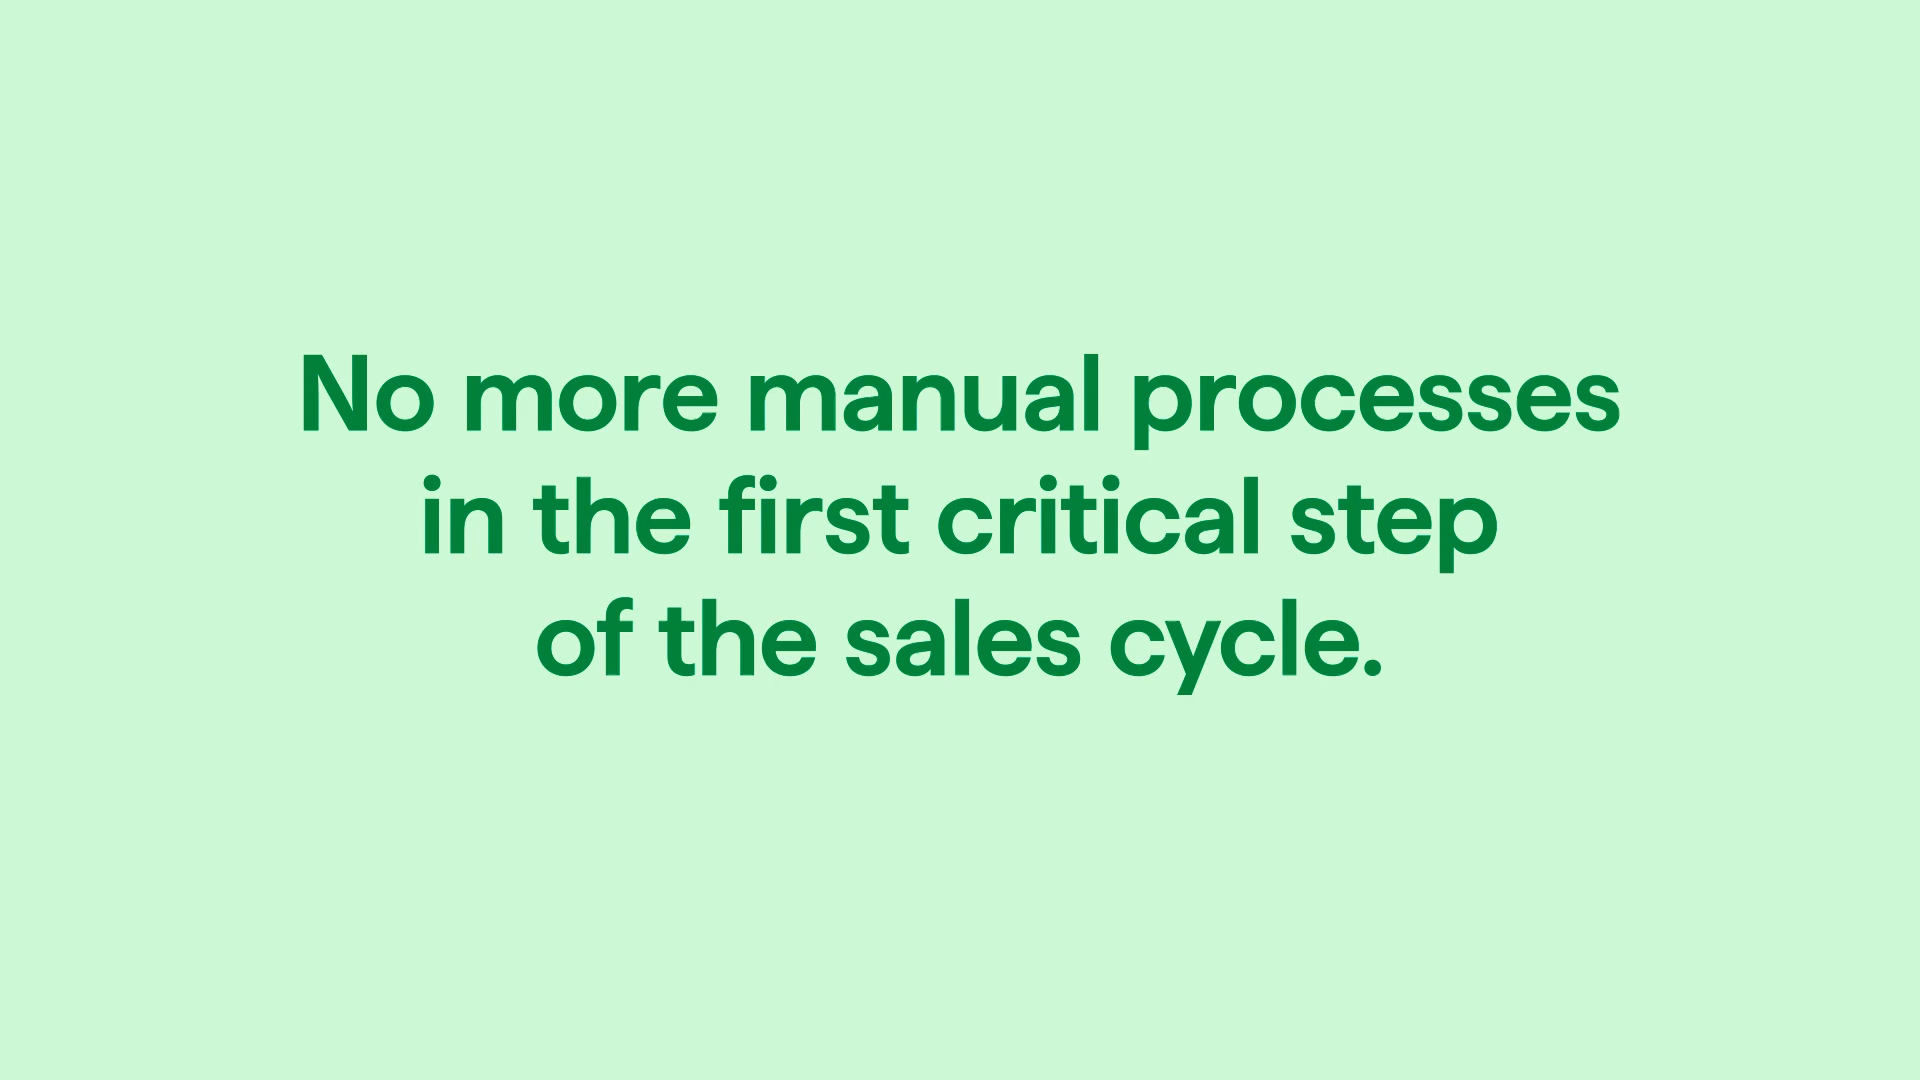 No more manual processes
in the first critical step
of the sales cycle.